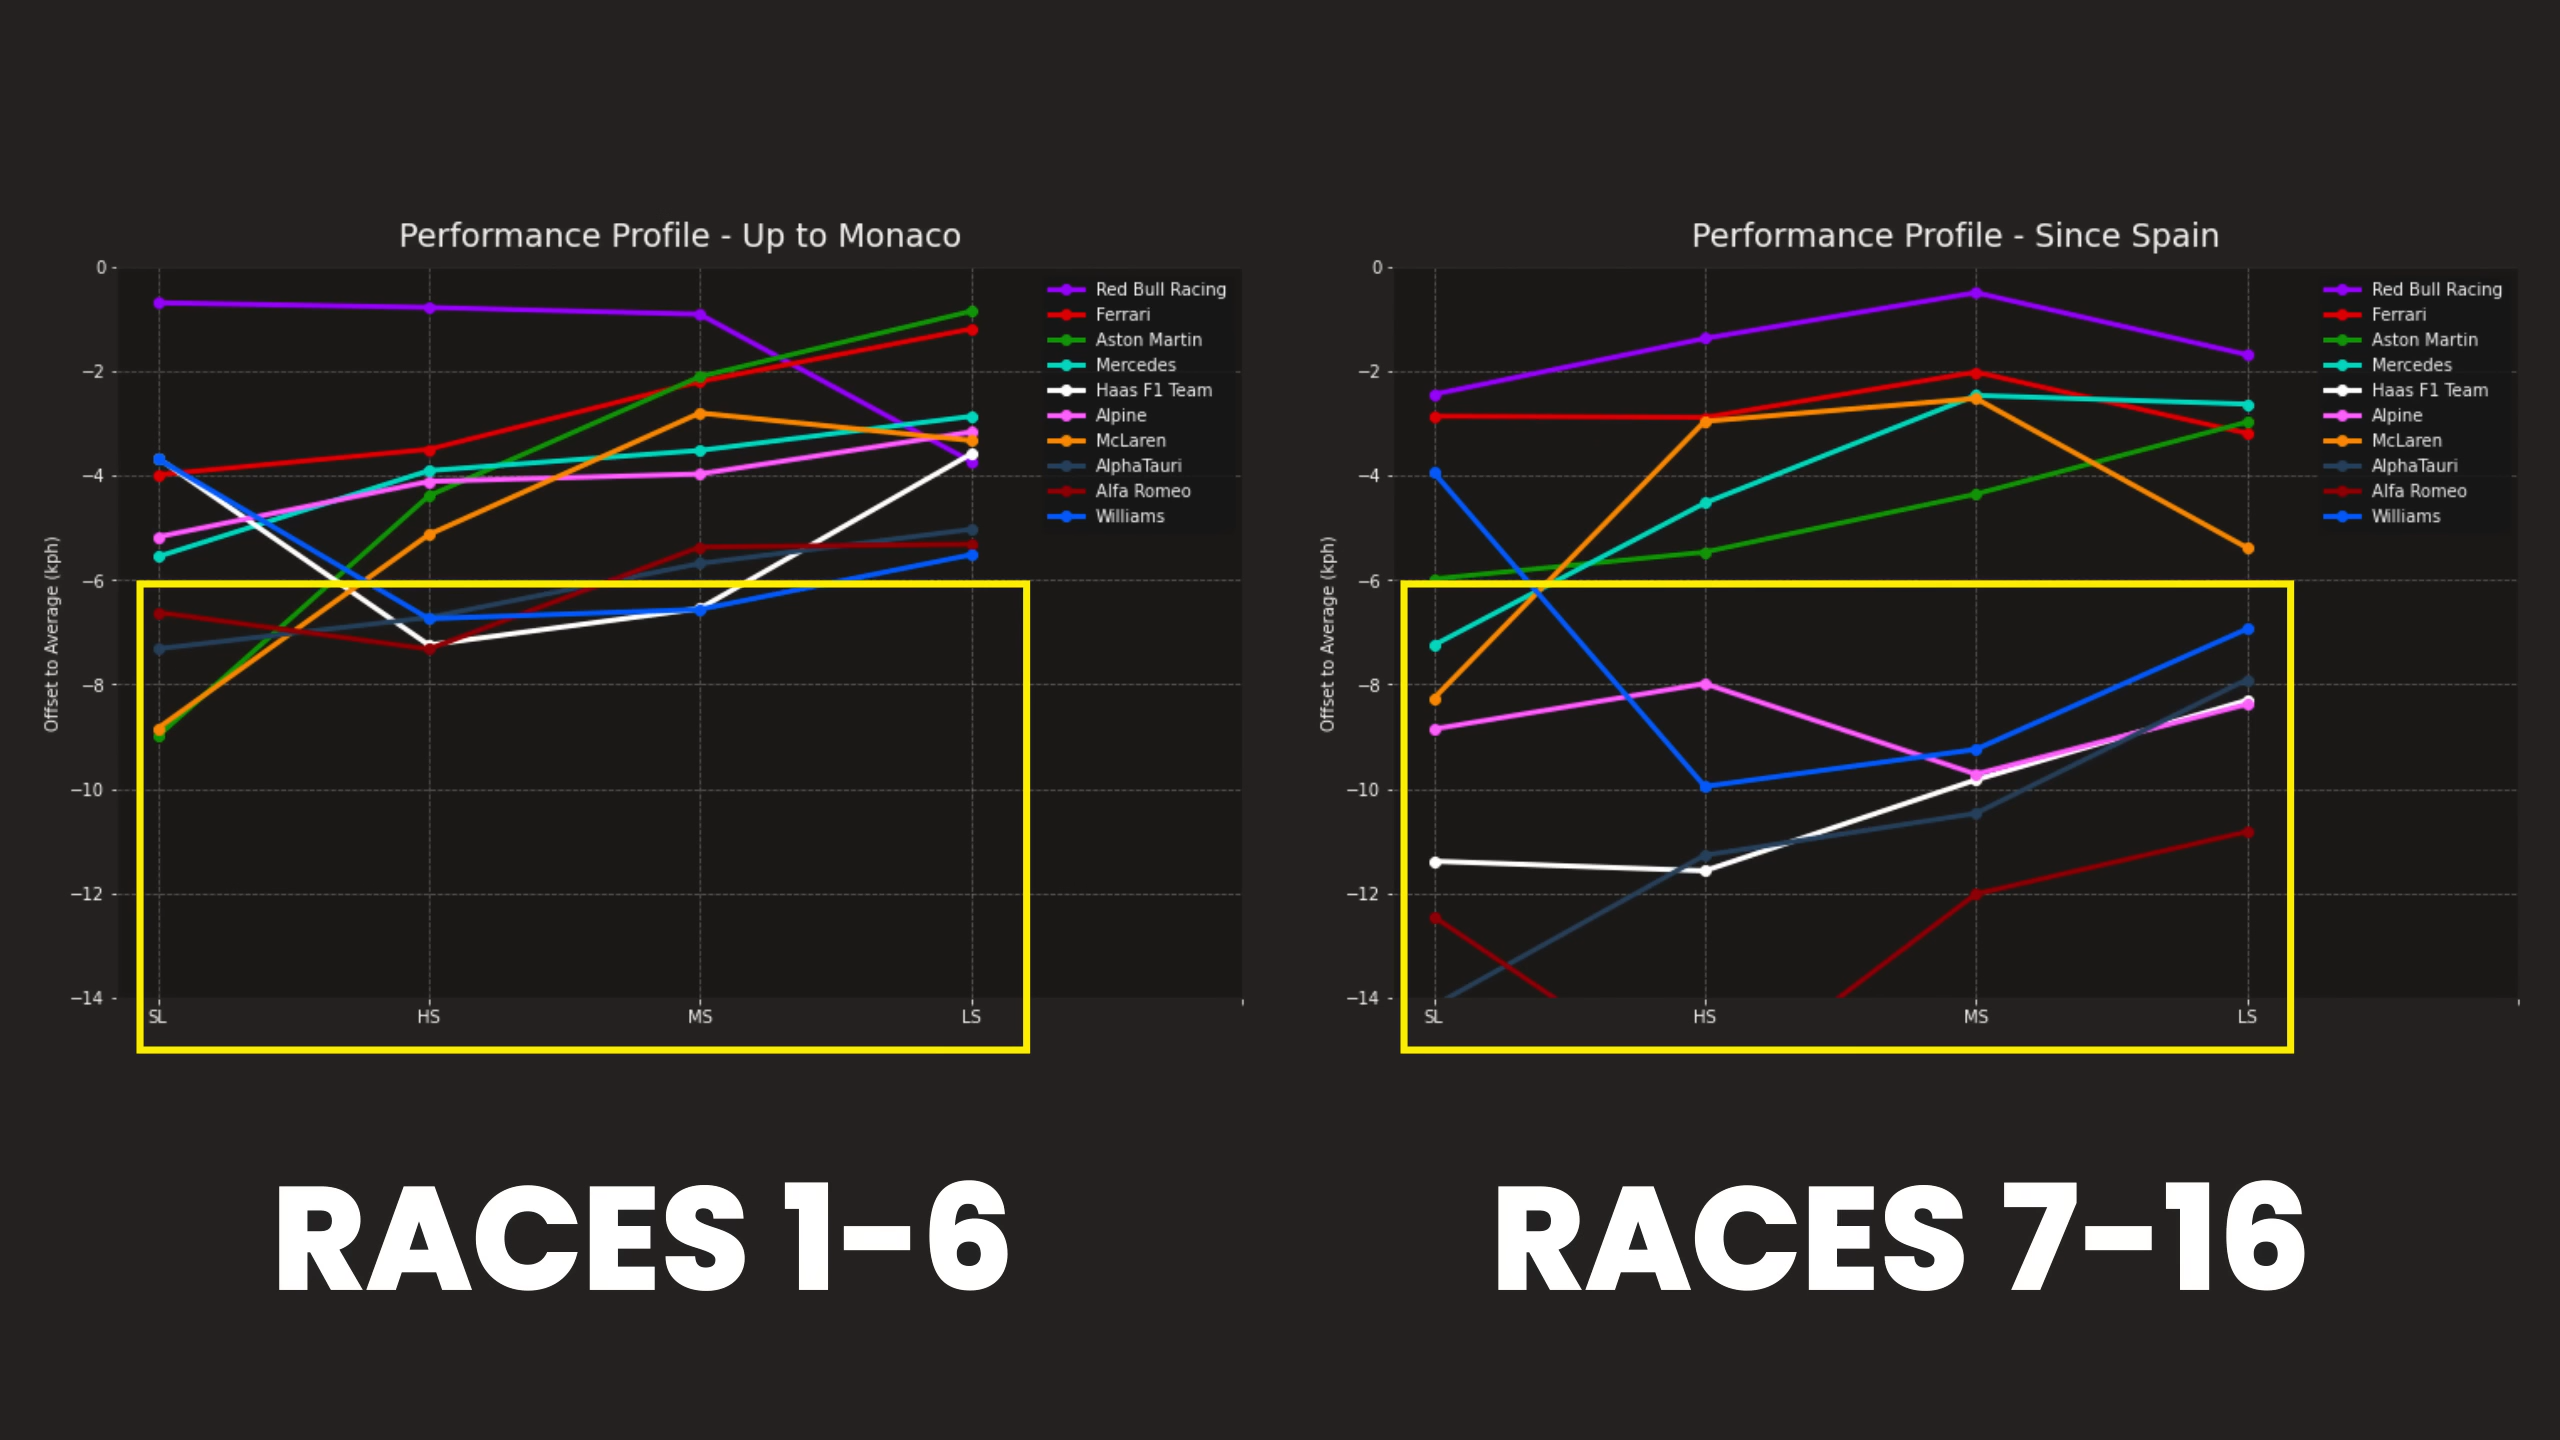 Performance Profile - Up to Monaco
0
−2
−4
−6
−8
−10
−12
−14
Offset to Average (kph)
SL HS MS LS
Red Bull Racing
Ferrari
Aston Martin
Mercedes
Haas F1 Team
Alpine
McLaren
AlphaTauri
Alfa Romeo
Williams
RACES 1-6
Performance Profile - Since Spain
0
−2
−4
−6
−8
−10
−12
−14
Offset to Average (kph)
SL HS MS LS
Red Bull Racing
Ferrari
Aston Martin
Mercedes
Haas F1 Team
Alpine
McLaren
AlphaTauri
Alfa Romeo
Williams
RACES 7-16